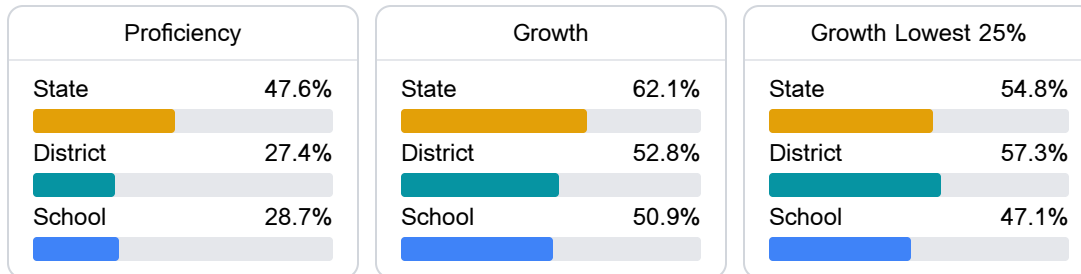 Proficiency
State 47.6%
District 27.4%
School 28.7%
Growth
State 62.1%
District 52.8%
School 50.9%
Growth Lowest 25%
State 54.8%
District 57.3%
School 47.1%